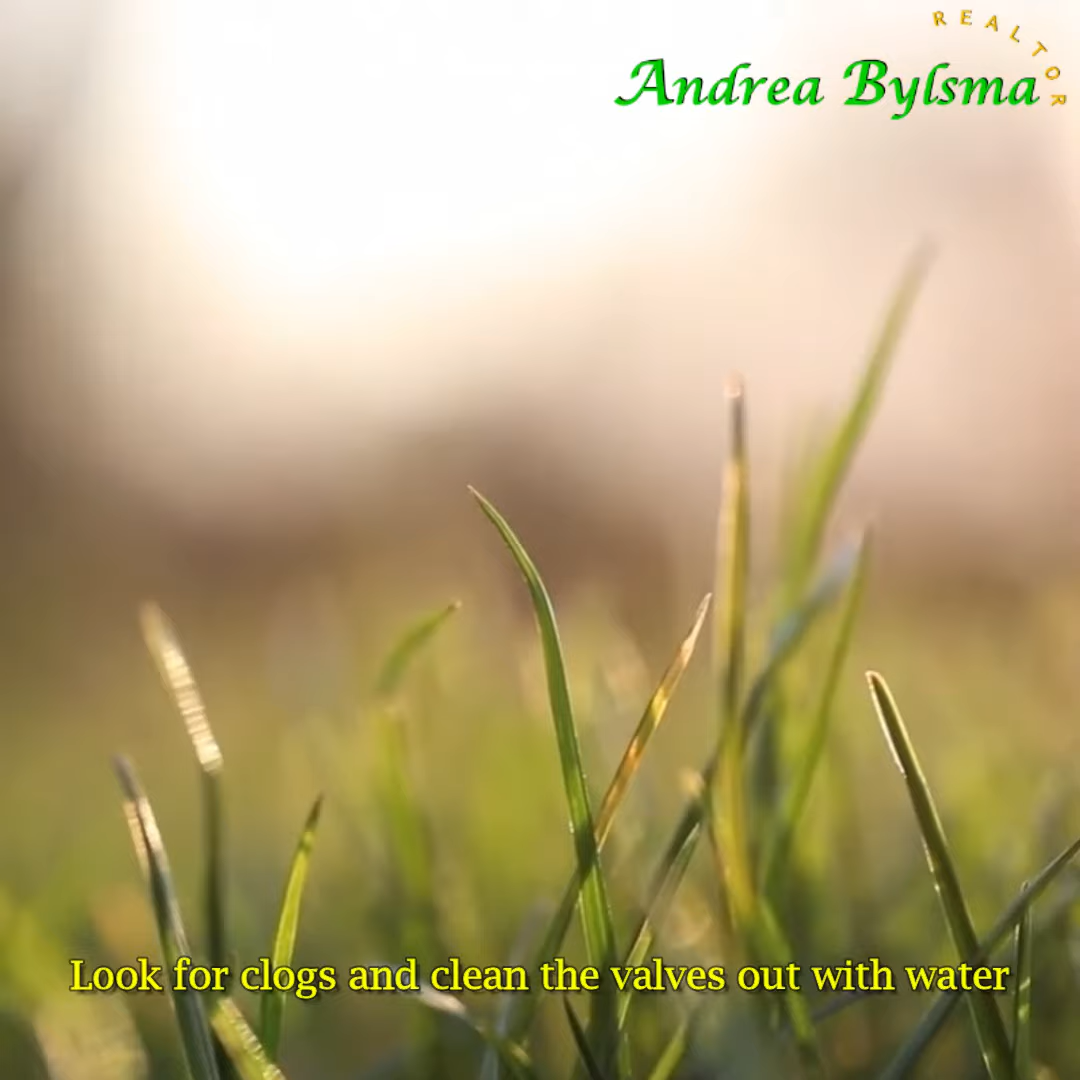 REALTOR
Andrea Bylsma
Look for clogs and clean the valves out with water